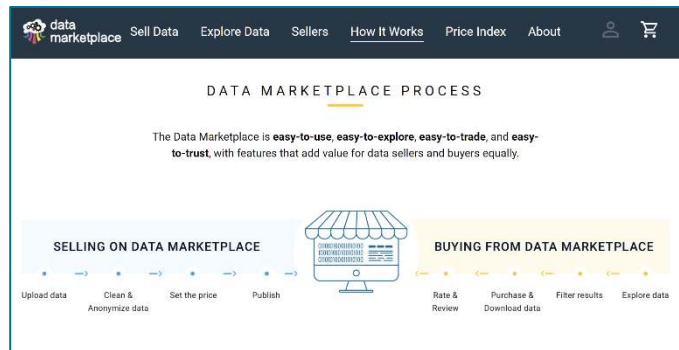 data
marketplace
Sell Data
Explore Data
Sellers
How It Works
Price Index
About
DATA MARKETPLACE PROCESS
The Data Marketplace is easy-to-use, easy-to-explore, easy-to-trade, and easy-
to-trust, with features that add value for data sellers and buyers equally.
SELLING ON DATA MARKETPLACE
Upload data
Clean &
Anonymize data
Set the price
Publish
BUYING FROM DATA MARKETPLACE
Rate &
Review
Purchase &
Download data
Filter results
Explore data